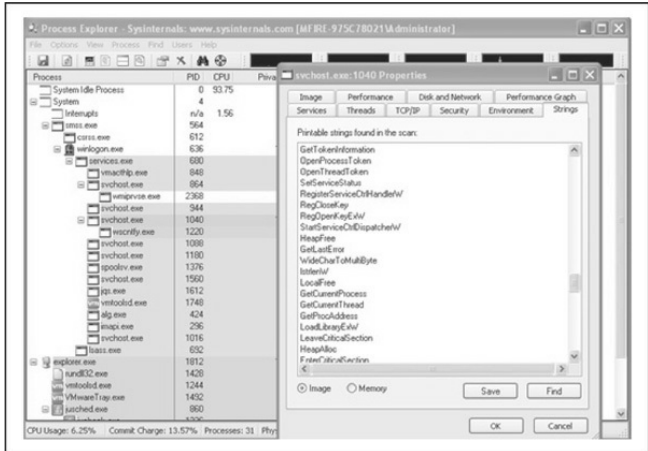 Process Explorer - Sysinternals: www.sysinternals.com [MFIRE-975C78021\Administrator]
File Options View Process Find Users Help
Process PID CPU Priva
System Idle Process 0 93.75
System 4
Interrupts n/a 1.56
smss.exe 564
csrss.exe 612
winlogon.exe 636
services.exe 680
vmacthlp.exe 848
svchost.exe 864
wmiprvse.exe 2368
svchost.exe 944
svchost.exe 1040
wscntfy.exe 1220
svchost.exe 1088
svchost.exe 1180
spoolsv.exe 1376
svchost.exe 1560
jqs.exe 1612
vmtoolsd.exe 1748
alg.exe 424
imapi.exe 296
svchost.exe 1016
lsass.exe 692
explorer.exe 1812
rundll32.exe 1428
vmtoolsd.exe 1244
VMwareTray.exe 1492
jusched.exe 860
CPU Usage: 6.25% Commit Charge: 13.57% Processes: 31 Phy
svchost.exe:1040 Properties
Image Performance Disk and Network Performance Graph
Services Threads TCP/IP Security Environment Strings
Printable strings found in the scan:
GetTokenInformation
OpenProcessToken
OpenThreadToken
SetServiceStatus
RegisterServiceCtrlHandlerW
RegCloseKey
RegOpenKeyExW
StartServiceCtrlDispatcherW
HeapFree
GetLastError
WideCharToMultiByte
lstrlenW
LocalFree
GetCurrentProcess
GetCurrentThread
GetProcAddress
LoadLibraryExW
LeaveCriticalSection
HeapAlloc
EnterCriticalSection
Image Memory Save Find
OK Cancel